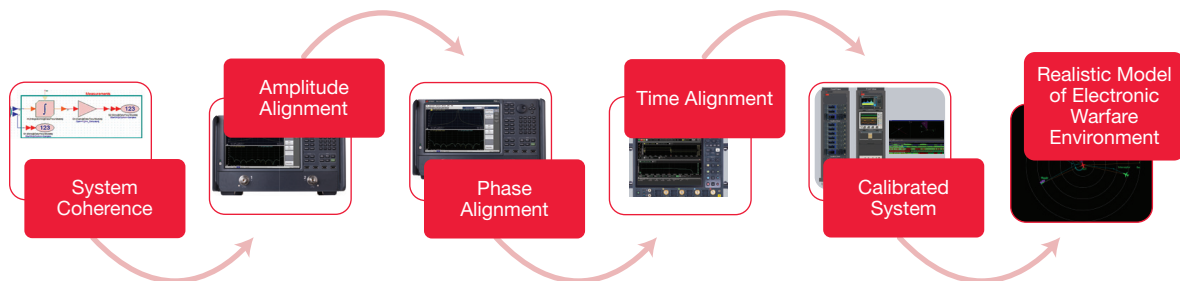 Measurements
123
123
System
Coherence
Amplitude
Alignment
Phase
Alignment
Time Alignment
Calibrated
System
Realistic Model
of Electronic
Warfare
Environment